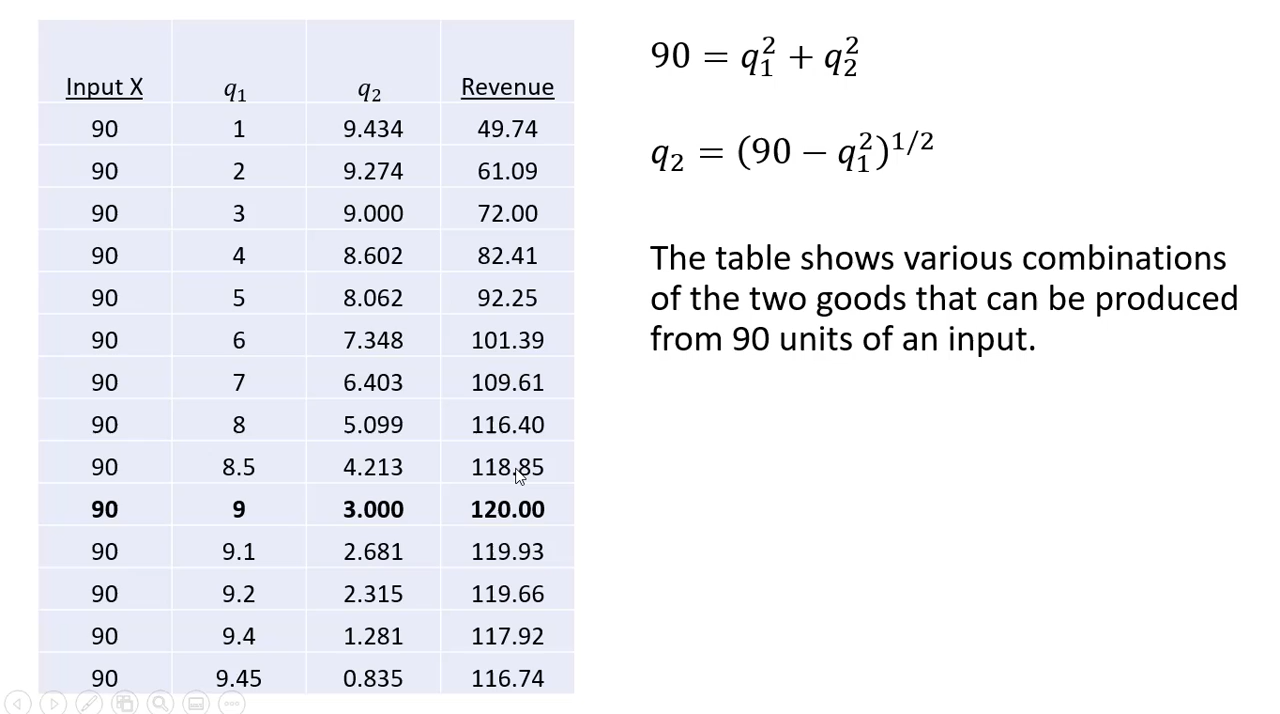 Input X q₁ q₂ Revenue
90 1 9.434 49.74
90 2 9.274 61.09
90 3 9.000 72.00
90 4 8.602 82.41
90 5 8.062 92.25
90 6 7.348 101.39
90 7 6.403 109.61
90 8 5.099 116.40
90 8.5 4.213 118.85
90 9 3.000 120.00
90 9.1 2.681 119.93
90 9.2 2.315 119.66
90 9.4 1.281 117.92
90 9.45 0.835 116.74
90 = q₁² + q₂²
q₂ = (90 − q₁²)^{1/2}
The table shows various combinations
of the two goods that can be produced
from 90 units of an input.